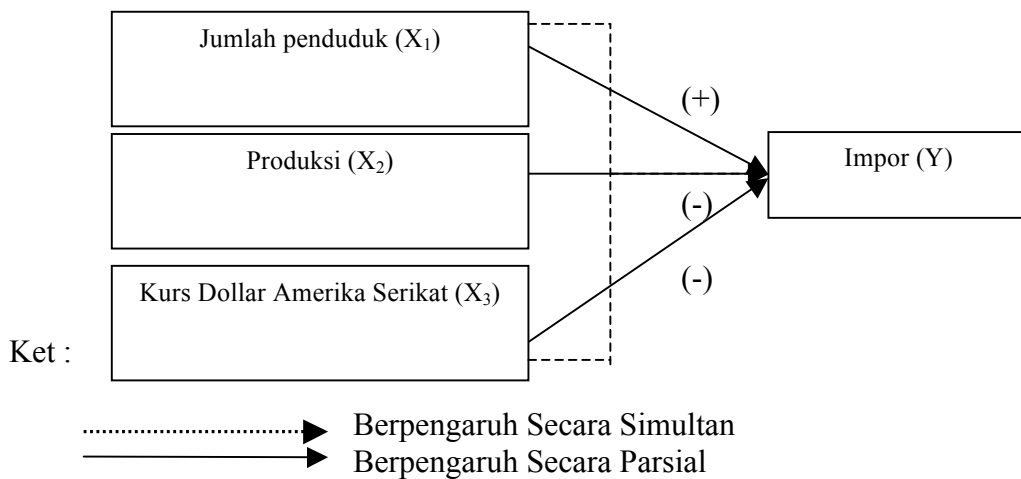 Jumlah penduduk (X₁)
(+)
Produksi (X₂)
Impor (Y)
(-)
Kurs Dollar Amerika Serikat (X₃)
(-)
Ket :
Berpengaruh Secara Simultan
Berpengaruh Secara Parsial